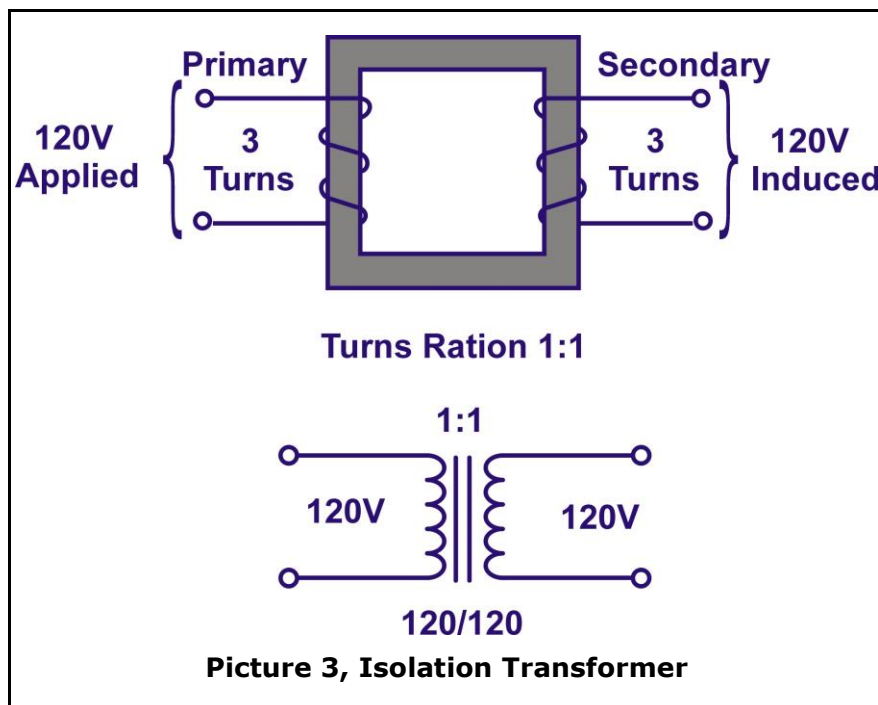 Primary
Secondary
120V
Applied
3
Turns
3
Turns
120V
Induced
Turns Ration 1:1
1:1
120V
120V
120/120
Picture 3, Isolation Transformer